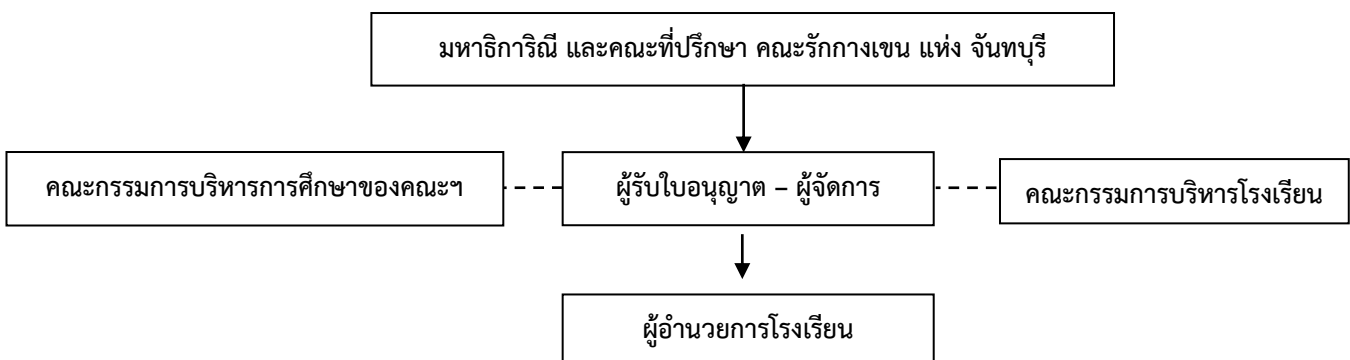 มหาธิการิณี และคณะที่ปรึกษา คณะรักกางเขน แห่ง จันทบุรี
คณะกรรมการบริหารการศึกษาของคณะฯ
ผู้รับใบอนุญาต – ผู้จัดการ
คณะกรรมการบริหารโรงเรียน
ผู้อำนวยการโรงเรียน